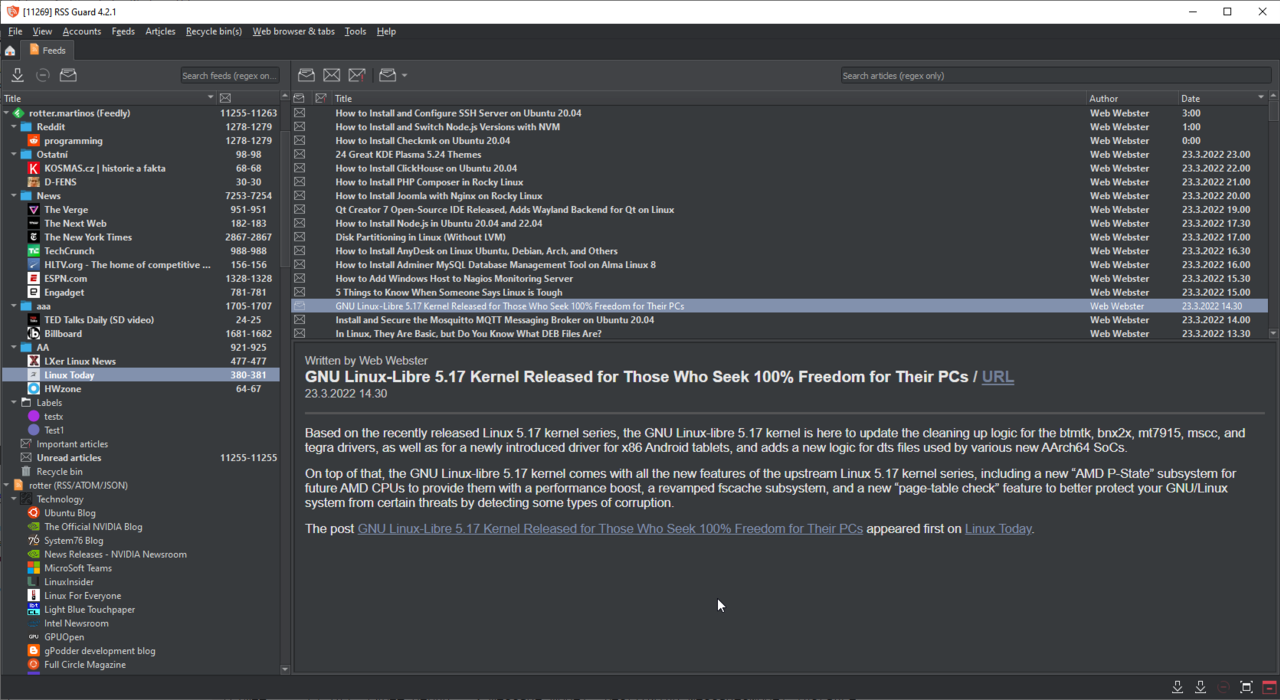 [11269] RSS Guard 4.2.1
File View Accounts Feeds Articles Recycle bin(s) Web browser & tabs Tools Help
Feeds
Search feeds (regex on...
Search articles (regex only)
Title
rotter.martinos (Feedly) 11255-11263
Reddit 1278-1279
programming 1278-1279
Ostatní 98-98
KOSMAS.cz | historie a fakta 68-68
D-FENS 30-30
News 7253-7254
The Verge 951-951
The Next Web 182-183
The New York Times 2867-2867
TechCrunch 988-988
HLTV.org - The home of competitive ... 156-156
ESPN.com 1328-1328
Engadget 781-781
aaa 1705-1707
TED Talks Daily (SD video) 24-25
Billboard 1681-1682
AA 921-925
LXer Linux News 477-477
Linux Today 380-381
HWzone 64-67
Labels
testx
Test1
Important articles
Unread articles 11255-11255
Recycle bin
rotter (RSS/ATOM/JSON)
Technology
Ubuntu Blog
The Official NVIDIA Blog
System76 Blog
News Releases - NVIDIA Newsroom
MicroSoft Teams
LinuxInsider
Linux For Everyone
Light Blue Touchpaper
Intel Newsroom
GPUOpen
gPodder development blog
Full Circle Magazine
Title Author Date
How to Install and Configure SSH Server on Ubuntu 20.04 Web Webster 3:00
How to Install and Switch Node.js Versions with NVM Web Webster 1:00
How to Install Checkmk on Ubuntu 20.04 Web Webster 0:00
24 Great KDE Plasma 5.24 Themes Web Webster 23.3.2022 23.00
How to Install ClickHouse on Ubuntu 20.04 Web Webster 23.3.2022 22.00
How to Install PHP Composer in Rocky Linux Web Webster 23.3.2022 21.00
How to Install Joomla with Nginx on Rocky Linux Web Webster 23.3.2022 20.00
Qt Creator 7 Open-Source IDE Released, Adds Wayland Backend for Qt on Linux Web Webster 23.3.2022 19.00
How to Install Node.js in Ubuntu 20.04 and 22.04 Web Webster 23.3.2022 17.30
Disk Partitioning in Linux (Without LVM) Web Webster 23.3.2022 17.00
How to Install AnyDesk on Linux Ubuntu, Debian, Arch, and Others Web Webster 23.3.2022 16.30
How to Install Adminer MySQL Database Management Tool on Alma Linux 8 Web Webster 23.3.2022 16.00
How to Add Windows Host to Nagios Monitoring Server Web Webster 23.3.2022 15.30
5 Things to Know When Someone Says Linux is Tough Web Webster 23.3.2022 15.00
GNU Linux-Libre 5.17 Kernel Released for Those Who Seek 100% Freedom for Their PCs Web Webster 23.3.2022 14.30
Install and Secure the Mosquitto MQTT Messaging Broker on Ubuntu 20.04 Web Webster 23.3.2022 14.00
In Linux, They Are Basic, but Do You Know What DEB Files Are? Web Webster 23.3.2022 13.30
Written by Web Webster
GNU Linux-Libre 5.17 Kernel Released for Those Who Seek 100% Freedom for Their PCs / URL
23.3.2022 14.30
Based on the recently released Linux 5.17 kernel series, the GNU Linux-libre 5.17 kernel is here to update the cleaning up logic for the btmtk, bnx2x, mt7915, mscc, and
tegra drivers, as well as for a newly introduced driver for x86 Android tablets, and adds a new logic for dts files used by various new AArch64 SoCs.
On top of that, the GNU Linux-libre 5.17 kernel comes with all the new features of the upstream Linux 5.17 kernel series, including a new “AMD P-State” subsystem for
future AMD CPUs to provide them with a performance boost, a revamped fscache subsystem, and a new “page-table check” feature to better protect your GNU/Linux
system from certain threats by detecting some types of corruption.
The post GNU Linux-Libre 5.17 Kernel Released for Those Who Seek 100% Freedom for Their PCs appeared first on Linux Today.